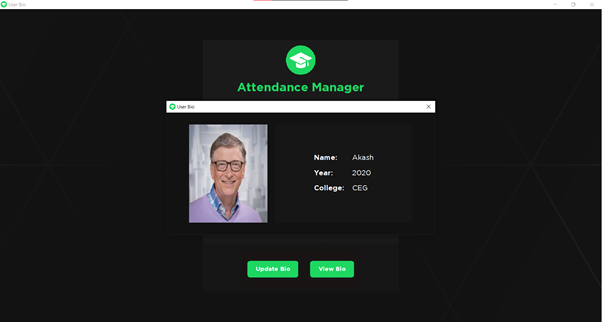 User Bio
Attendance Manager
User Bio
Name: Akash
Year: 2020
College: CEG
Update Bio View Bio